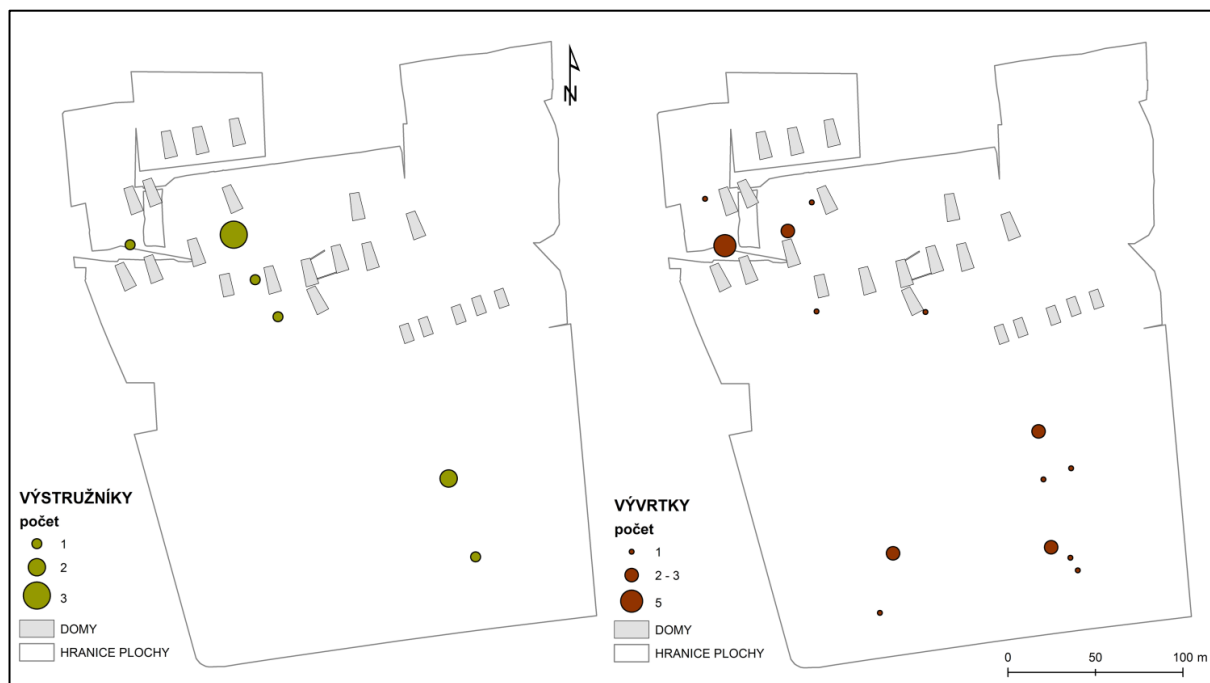 N
VÝSTRUŽNÍKY
počet
1
2
3
DOMY
HRANICE PLOCHY
VÝVRTKY
počet
1
2 - 3
5
DOMY
HRANICE PLOCHY
0 50 100 m